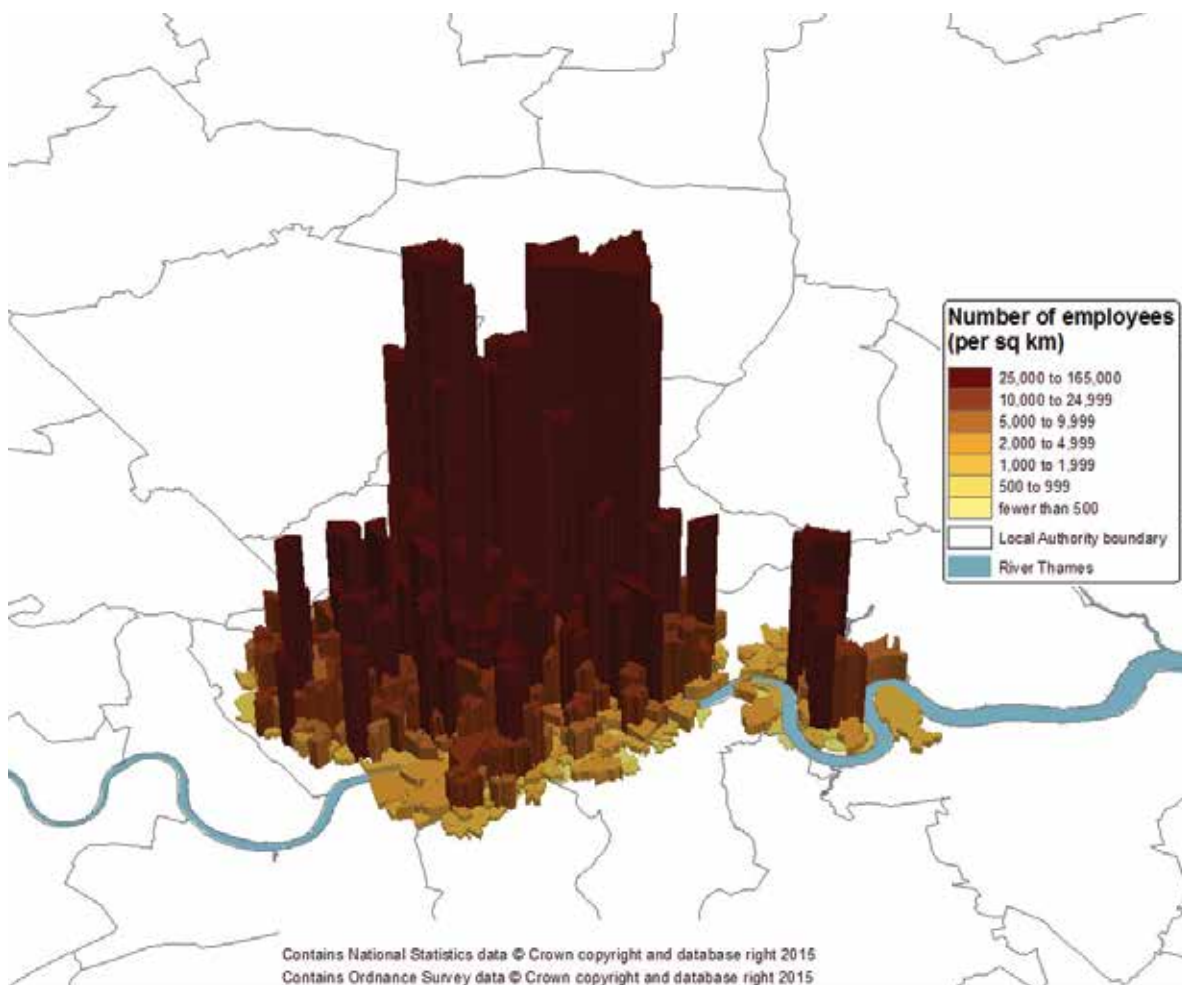 Number of employees
(per sq km)
25,000 to 165,000
10,000 to 24,999
5,000 to 9,999
2,000 to 4,999
1,000 to 1,999
500 to 999
fewer than 500
Local Authority boundary
River Thames
Contains National Statistics data © Crown copyright and database right 2015
Contains Ordnance Survey data © Crown copyright and database right 2015